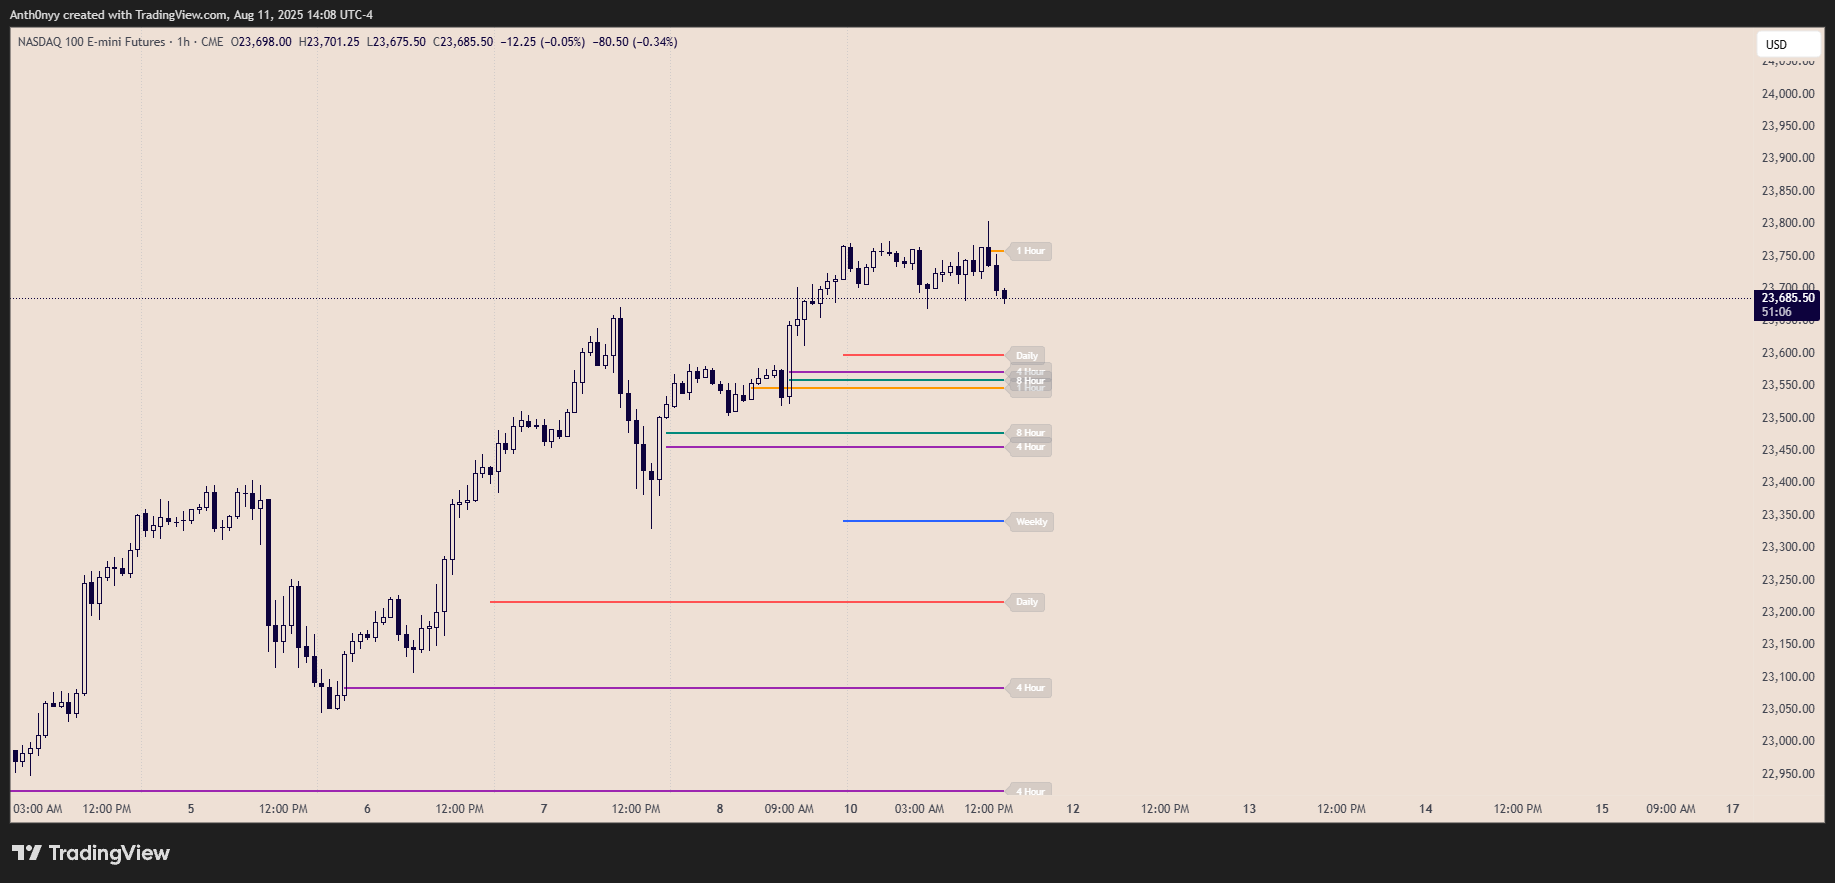 Anth0nyy created with TradingView.com, Aug 11, 2025 14:08 UTC-4
NASDAQ 100 E-mini Futures · 1h · CME O23,698.00 H23,701.25 L23,675.50 C23,685.50 −12.25 (−0.05%) −80.50 (−0.34%)
USD
24,050.00
24,000.00
23,950.00
23,900.00
23,850.00
23,800.00
1 Hour
23,750.00
23,700.00
23,685.50
51:06
23,650.00
Daily
23,600.00
4 Hour
8 Hour
1 Hour
23,550.00
23,500.00
8 Hour
4 Hour
23,450.00
23,400.00
Weekly
23,350.00
23,300.00
23,250.00
Daily
23,200.00
23,150.00
4 Hour
23,100.00
23,050.00
23,000.00
22,950.00
4 Hour
03:00 AM 12:00 PM 5 12:00 PM 6 12:00 PM 7 12:00 PM 8 09:00 AM 10 03:00 AM 12:00 PM 12 12:00 PM 13 12:00 PM 14 12:00 PM 15 09:00 AM 17
TradingView